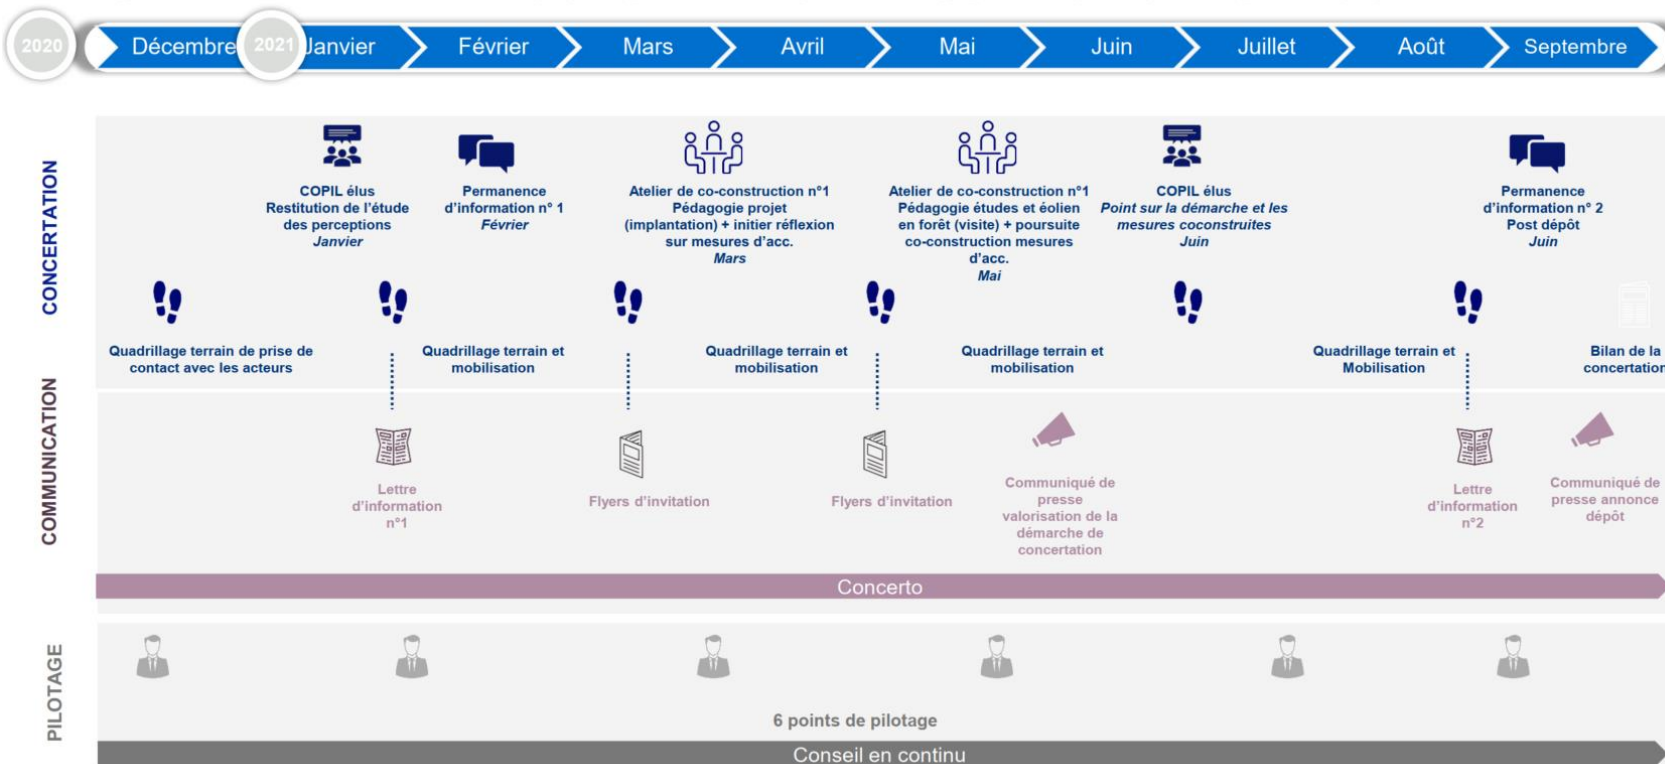 2020
Décembre
2021
Janvier
Février
Mars
Avril
Mai
Juin
Juillet
Août
Septembre
CONCERTATION
COPIL élus
Restitution de l'étude
des perceptions
Janvier
Permanence
d'information n° 1
Février
Atelier de co-construction n°1
Pédagogie projet
(implantation) + initier réflexion
sur mesures d'acc.
Mars
Atelier de co-construction n°1
Pédagogie études et éolien
en forêt (visite) + poursuite
co-construction mesures
d'acc.
Mai
COPIL élus
Point sur la démarche et les
mesures coconstruites
Juin
Permanence
d'information n° 2
Post dépôt
Juin
Quadrillage terrain de prise de
contact avec les acteurs
Quadrillage terrain et
mobilisation
Quadrillage terrain et
mobilisation
Quadrillage terrain et
mobilisation
Quadrillage terrain et
Mobilisation
Bilan de la
concertation
COMMUNICATION
Lettre
d'information
n°1
Flyers d'invitation
Flyers d'invitation
Communiqué de
presse
valorisation de la
démarche de
concertation
Lettre
d'information
n°2
Communiqué de
presse annonce
dépôt
Concerto
PILOTAGE
6 points de pilotage
Conseil en continu